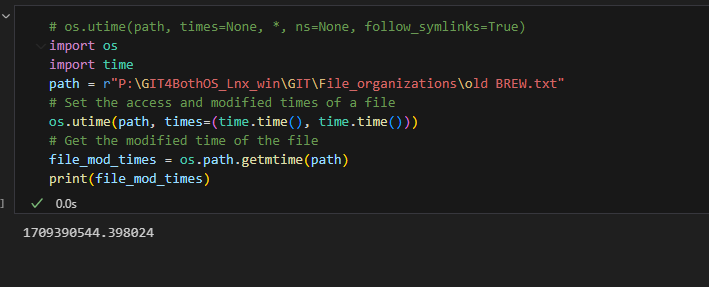 # os.utime(path, times=None, *, ns=None, follow_symlinks=True)
import os
import time
path = r"P:\GIT4BothOS_Lnx_win\GIT\File_organizations\old BREW.txt"
# Set the access and modified times of a file
os.utime(path, times=(time.time(), time.time()))
# Get the modified time of the file
file_mod_times = os.path.getmtime(path)
print(file_mod_times)
] 0.0s
1709390544.398024